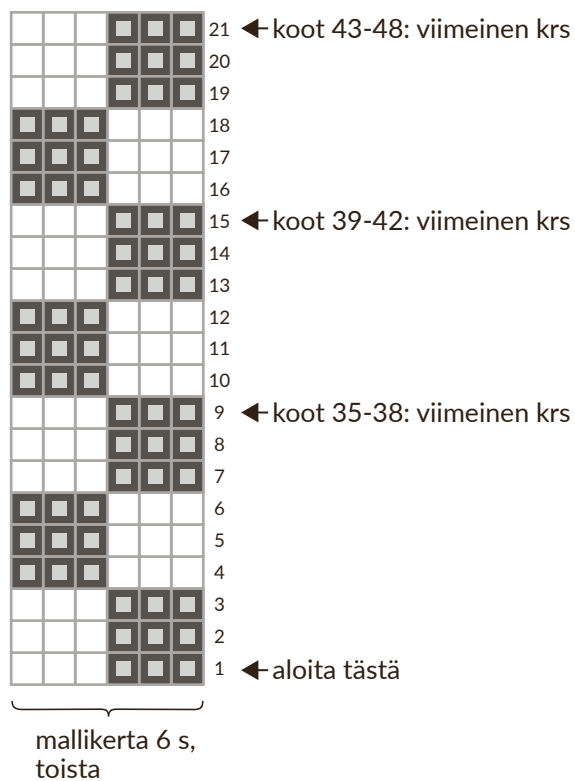 21 koot 43-48: viimeinen krs
20
19
18
17
16
15 koot 39-42: viimeinen krs
14
13
12
11
10
9 koot 35-38: viimeinen krs
8
7
6
5
4
3
2
1 aloita tästä
mallikerta 6 s,
toista